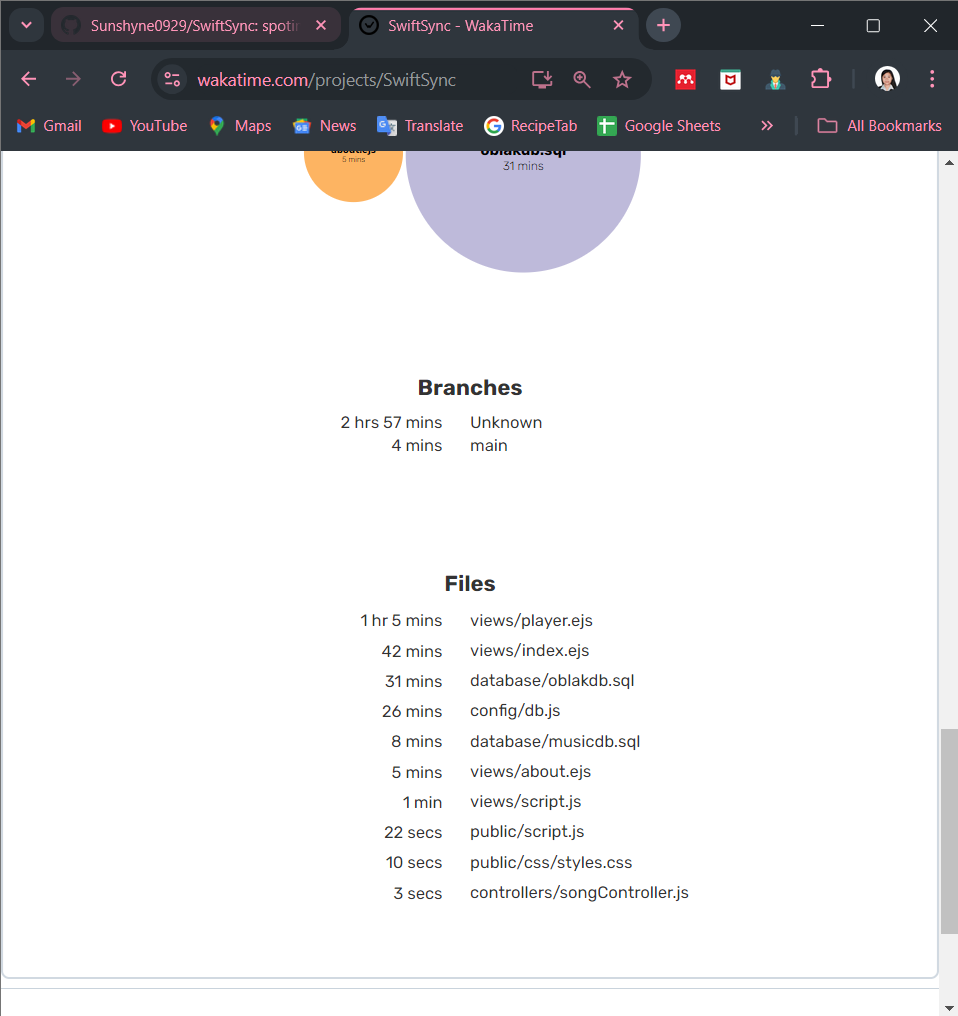 Sunshyne0929/SwiftSync: spoti
SwiftSync - WakaTime
wakatime.com/projects/SwiftSync
Gmail
YouTube
Maps
News
Translate
RecipeTab
Google Sheets
All Bookmarks
about.ejs
5 mins
oblakdb.sql
31 mins
Branches
2 hrs 57 mins Unknown
4 mins main
Files
1 hr 5 mins views/player.ejs
42 mins views/index.ejs
31 mins database/oblakdb.sql
26 mins config/db.js
8 mins database/musicdb.sql
5 mins views/about.ejs
1 min views/script.js
22 secs public/script.js
10 secs public/css/styles.css
3 secs controllers/songController.js